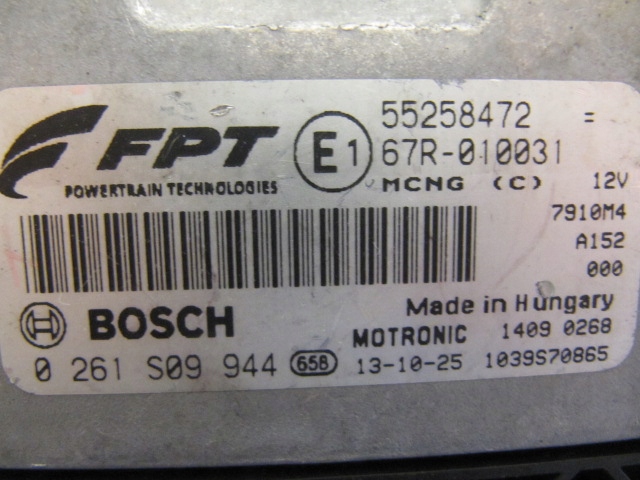 FPT
POWERTRAIN TECHNOLOGIES
E1
55258472 =
67R-010031
MCNG (C) 12V
7910M4
A152
000
BOSCH
Made in Hungary
MOTRONIC 1409 0268
0 261 S09 944 658 13-10-25 1039S70865